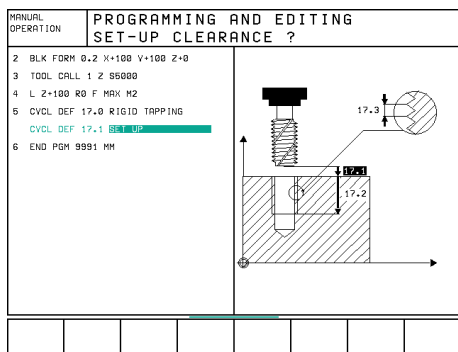 MANUAL
OPERATION
PROGRAMMING AND EDITING
SET-UP CLEARANCE ?
2 BLK FORM 0.2 X+100 Y+100 Z+0
3 TOOL CALL 1 Z S5000
4 L Z+100 R0 F MAX M2
5 CYCL DEF 17.0 RIGID TAPPING
CYCL DEF 17.1 SET UP
6 END PGM 9991 MM
17.3
17.1
17.2